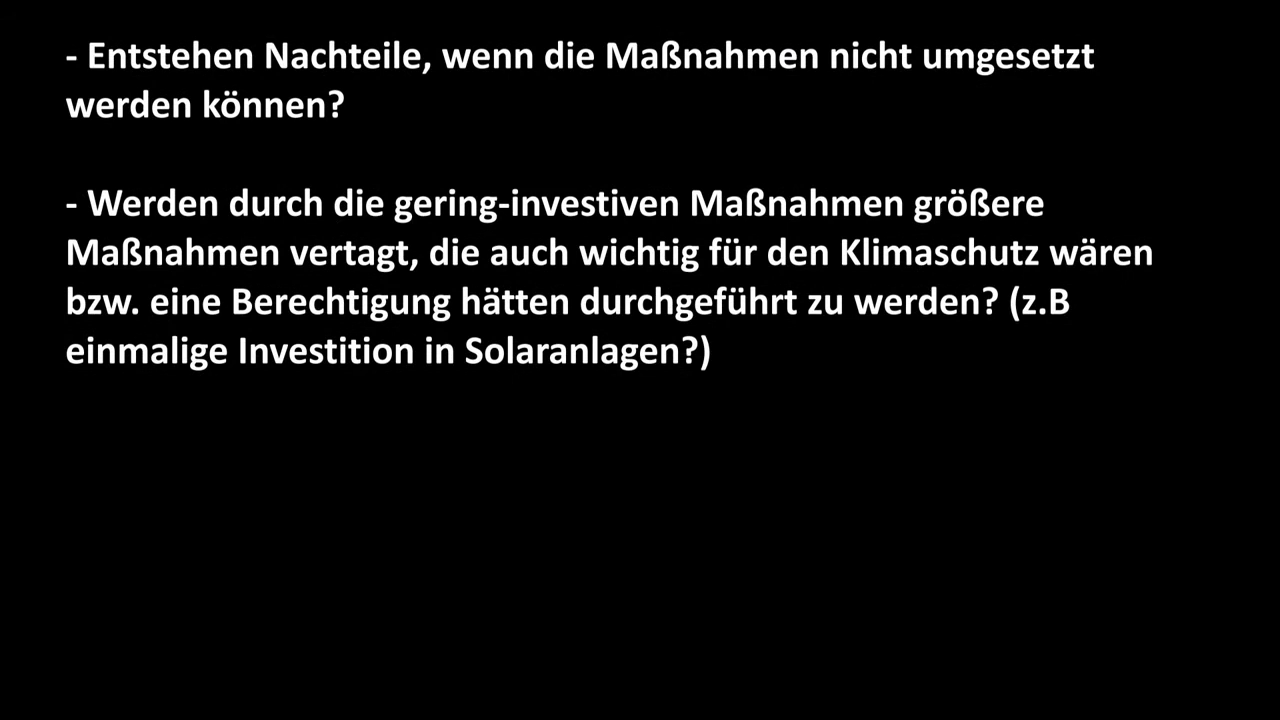 - Entstehen Nachteile, wenn die Maßnahmen nicht umgesetzt
werden können?
- Werden durch die gering-investiven Maßnahmen größere
Maßnahmen vertagt, die auch wichtig für den Klimaschutz wären
bzw. eine Berechtigung hätten durchgeführt zu werden? (z.B
einmalige Investition in Solaranlagen?)